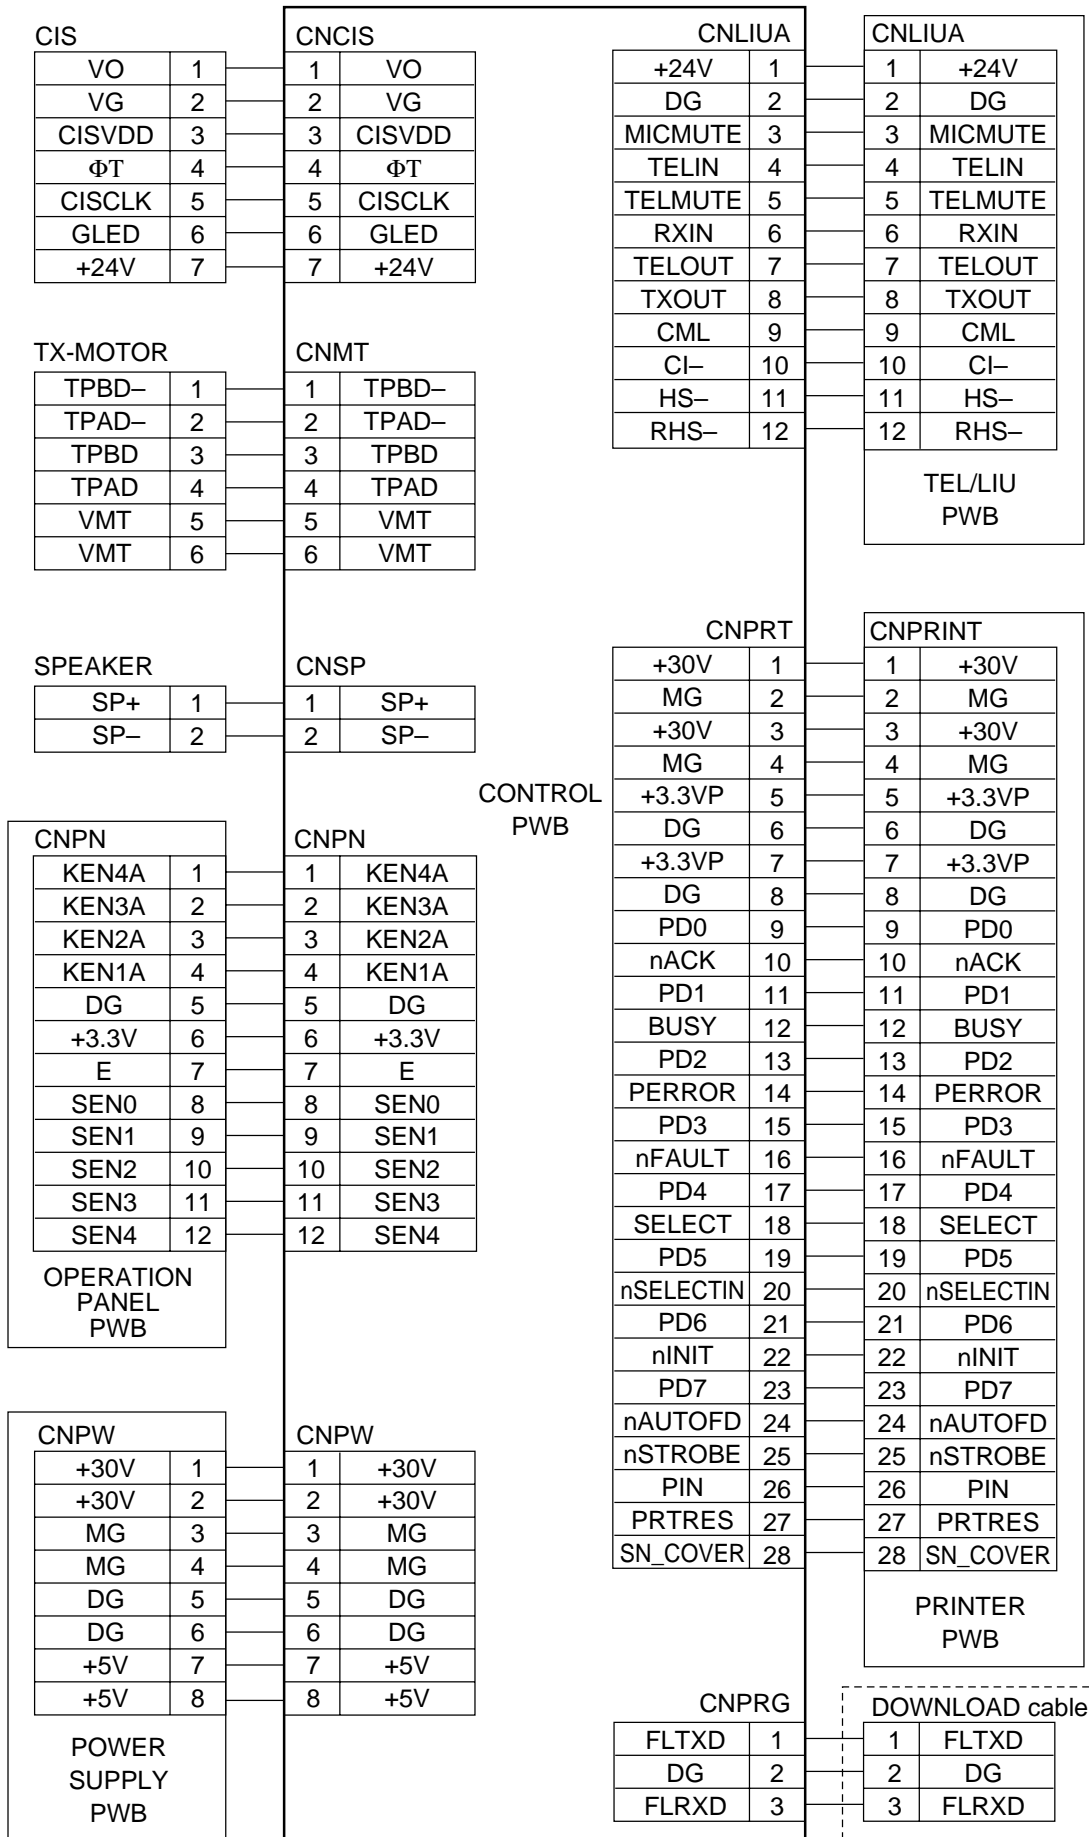 CIS CNCIS
VO 1 1 VO
VG 2 2 VG
CISVDD 3 3 CISVDD
ΦT 4 4 ΦT
CISCLK 5 5 CISCLK
GLED 6 6 GLED
+24V 7 7 +24V
TX-MOTOR CNMT
TPBD– 1 1 TPBD–
TPAD– 2 2 TPAD–
TPBD 3 3 TPBD
TPAD 4 4 TPAD
VMT 5 5 VMT
VMT 6 6 VMT
SPEAKER CNSP
SP+ 1 1 SP+
SP– 2 2 SP–
CNPN CNPN
KEN4A 1 1 KEN4A
KEN3A 2 2 KEN3A
KEN2A 3 3 KEN2A
KEN1A 4 4 KEN1A
DG 5 5 DG
+3.3V 6 6 +3.3V
E 7 7 E
SEN0 8 8 SEN0
SEN1 9 9 SEN1
SEN2 10 10 SEN2
SEN3 11 11 SEN3
SEN4 12 12 SEN4
OPERATION
PANEL
PWB
CNPW CNPW
+30V 1 1 +30V
+30V 2 2 +30V
MG 3 3 MG
MG 4 4 MG
DG 5 5 DG
DG 6 6 DG
+5V 7 7 +5V
+5V 8 8 +5V
POWER
SUPPLY
PWB
CONTROL
PWB
CNLIUA CNLIUA
+24V 1 1 +24V
DG 2 2 DG
MICMUTE 3 3 MICMUTE
TELIN 4 4 TELIN
TELMUTE 5 5 TELMUTE
RXIN 6 6 RXIN
TELOUT 7 7 TELOUT
TXOUT 8 8 TXOUT
CML 9 9 CML
CI– 10 10 CI–
HS– 11 11 HS–
RHS– 12 12 RHS–
TEL/LIU
PWB
CNPRT CNPRINT
+30V 1 1 +30V
MG 2 2 MG
+30V 3 3 +30V
MG 4 4 MG
+3.3VP 5 5 +3.3VP
DG 6 6 DG
+3.3VP 7 7 +3.3VP
DG 8 8 DG
PD0 9 9 PD0
nACK 10 10 nACK
PD1 11 11 PD1
BUSY 12 12 BUSY
PD2 13 13 PD2
PERROR 14 14 PERROR
PD3 15 15 PD3
nFAULT 16 16 nFAULT
PD4 17 17 PD4
SELECT 18 18 SELECT
PD5 19 19 PD5
nSELECTIN 20 20 nSELECTIN
PD6 21 21 PD6
nINIT 22 22 nINIT
PD7 23 23 PD7
nAUTOFD 24 24 nAUTOFD
nSTROBE 25 25 nSTROBE
PIN 26 26 PIN
PRTRES 27 27 PRTRES
SN_COVER 28 28 SN_COVER
PRINTER
PWB
CNPRG DOWNLOAD cable
FLTXD 1 1 FLTXD
DG 2 2 DG
FLRXD 3 3 FLRXD